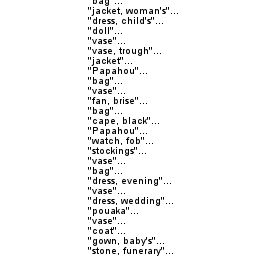 "bag"...
"jacket, woman's"...
"dress, child's"...
"doll"...
"vase"...
"vase, trough"...
"jacket"...
"Papahou"...
"bag"...
"vase"...
"fan, brise"...
"bag"...
"cape, black"...
"Papahou"...
"watch, fob"...
"stockings"...
"vase"...
"bag"...
"dress, evening"...
"vase"...
"dress, wedding"...
"pouaka"...
"vase"...
"coat"...
"gown, baby's"...
"stone, funerary"...